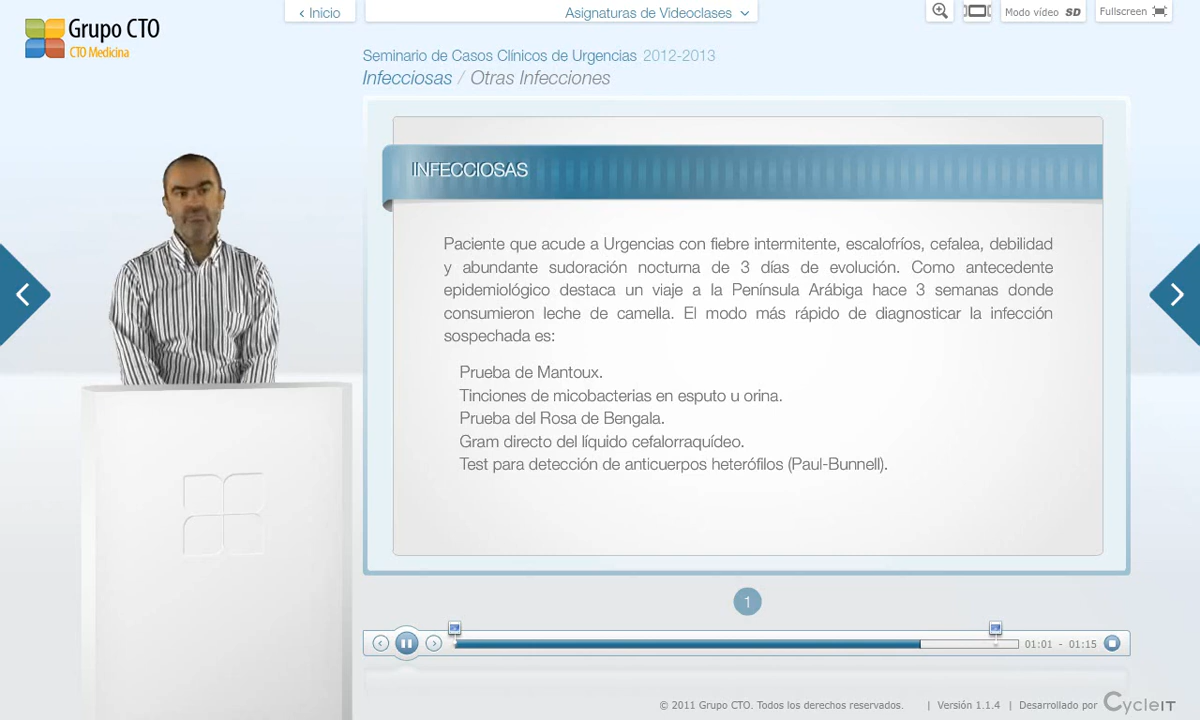 Grupo CTO
CTO Medicina
‹ Inicio
Asignaturas de Videoclases
Modo vídeo SD
Fullscreen
Seminario de Casos Clínicos de Urgencias 2012-2013
Infecciosas / Otras Infecciones
INFECCIOSAS
Paciente que acude a Urgencias con fiebre intermitente, escalofríos, cefalea, debilidad
y abundante sudoración nocturna de 3 días de evolución. Como antecedente
epidemiológico destaca un viaje a la Península Arábiga hace 3 semanas donde
consumieron leche de camella. El modo más rápido de diagnosticar la infección
sospechada es:
Prueba de Mantoux.
Tinciones de micobacterias en esputo u orina.
Prueba del Rosa de Bengala.
Gram directo del líquido cefalorraquídeo.
Test para detección de anticuerpos heterófilos (Paul-Bunnell).
1
01:01 - 01:15
© 2011 Grupo CTO. Todos los derechos reservados. | Versión 1.1.4 | Desarrollado por CycleIT